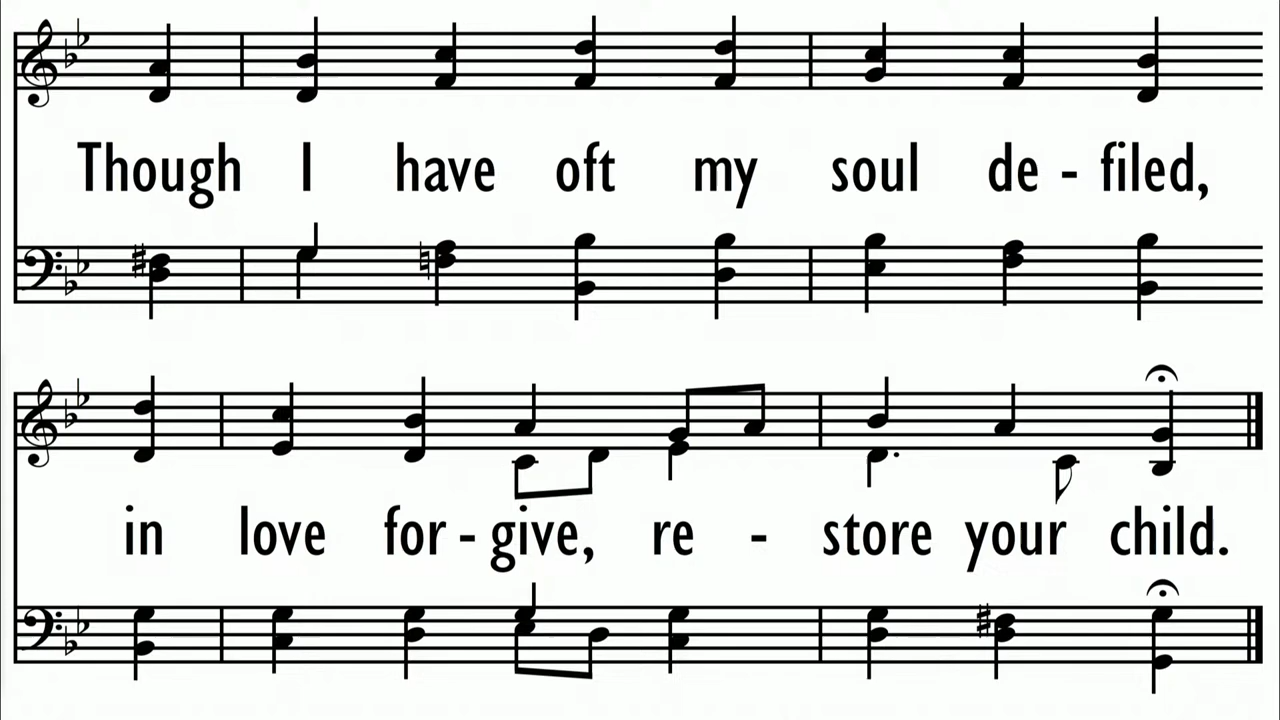 Though I have oft my soul de - filed,
in love for - give, re - store your child.